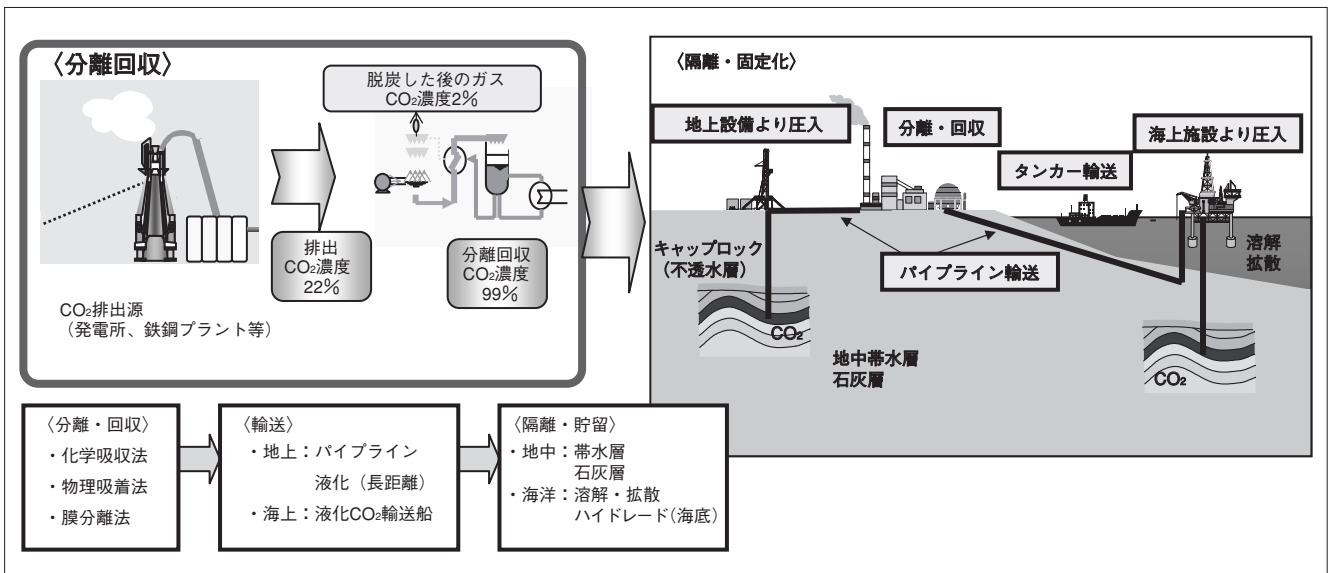 〈分離回収〉
脱炭した後のガス
CO₂濃度2%
排出
CO₂濃度
22%
分離回収
CO₂濃度
99%
CO₂排出源
（発電所、鉄鋼プラント等）
〈隔離・固定化〉
地上設備より圧入
分離・回収
海上施設より圧入
タンカー輸送
キャップロック
（不透水層）
パイプライン輸送
溶解
拡散
CO₂
地中帯水層
石灰層
CO₂
〈分離・回収〉
・化学吸収法
・物理吸着法
・膜分離法
〈輸送〉
・地上：パイプライン
液化（長距離）
・海上：液化CO₂輸送船
〈隔離・貯留〉
・地中：帯水層
石灰層
・海洋：溶解・拡散
ハイドレード（海底）